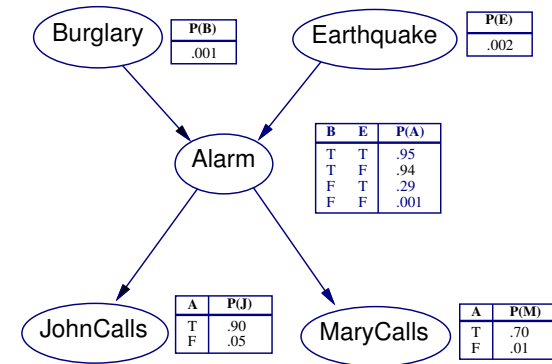 Burglary
P(B)
.001
Earthquake
P(E)
.002
Alarm
B E P(A)
T T .95
T F .94
F T .29
F F .001
JohnCalls
A P(J)
T .90
F .05
MaryCalls
A P(M)
T .70
F .01